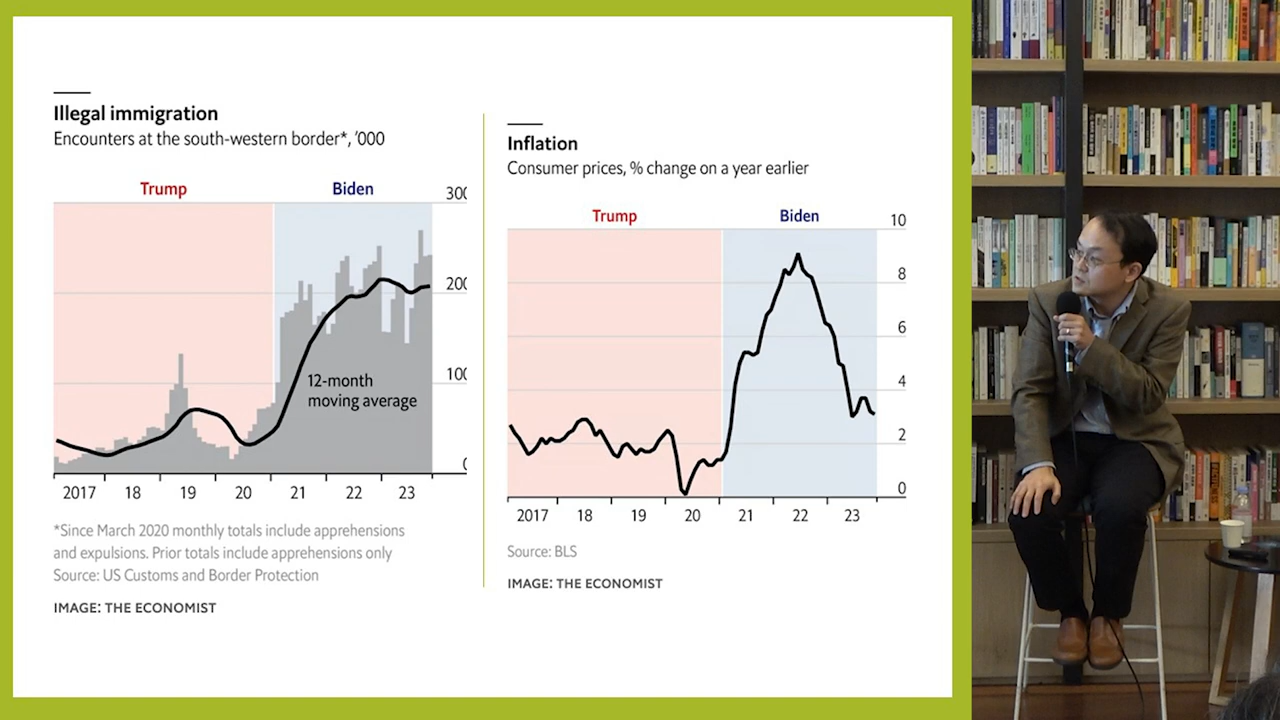 Illegal immigration
Encounters at the south-western border*, '000
Trump
Biden
300
200
100
0
12-month
moving average
2017
18
19
20
21
22
23
*Since March 2020 monthly totals include apprehensions
and expulsions. Prior totals include apprehensions only
Source: US Customs and Border Protection
IMAGE: THE ECONOMIST
Inflation
Consumer prices, % change on a year earlier
Trump
Biden
10
8
6
4
2
0
2017
18
19
20
21
22
23
Source: BLS
IMAGE: THE ECONOMIST